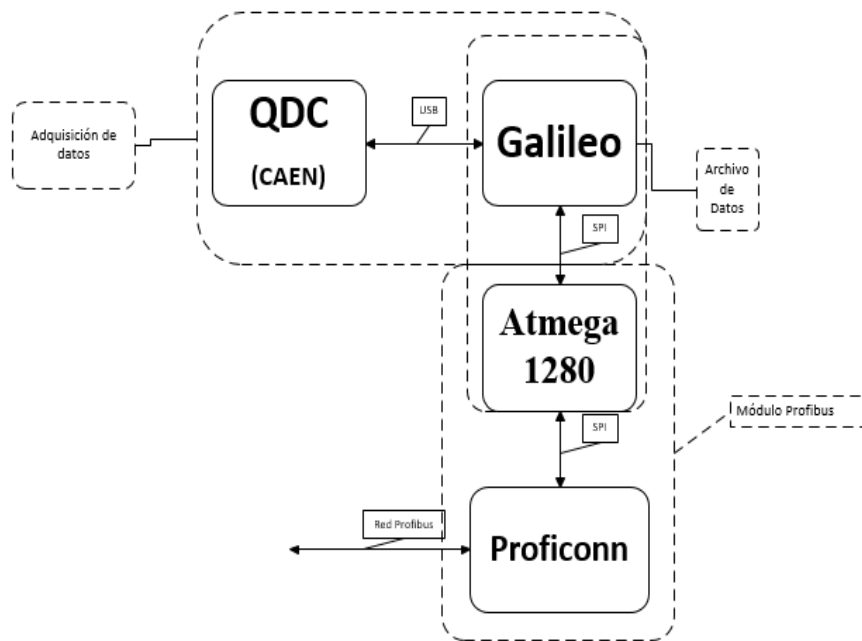 QDC
(CAEN)
USB
Galileo
Adquisición de
datos
Archivo
de
Datos
SPI
Atmega
1280
Módulo Profibus
SPI
Red Profibus
Proficonn